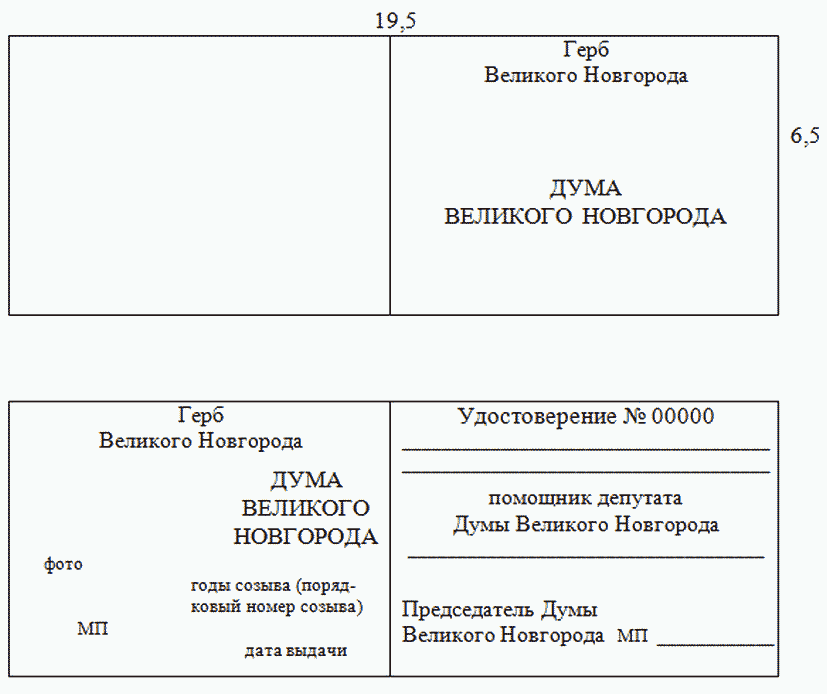 19,5
Герб
Великого Новгорода
6,5
ДУМА
ВЕЛИКОГО НОВГОРОДА
Герб
Великого Новгорода
ДУМА
ВЕЛИКОГО
НОВГОРОДА
фото
годы созыва (поряд-
ковый номер созыва)
МП
дата выдачи
Удостоверение № 00000
помощник депутата
Думы Великого Новгорода
Председатель Думы
Великого Новгорода МП